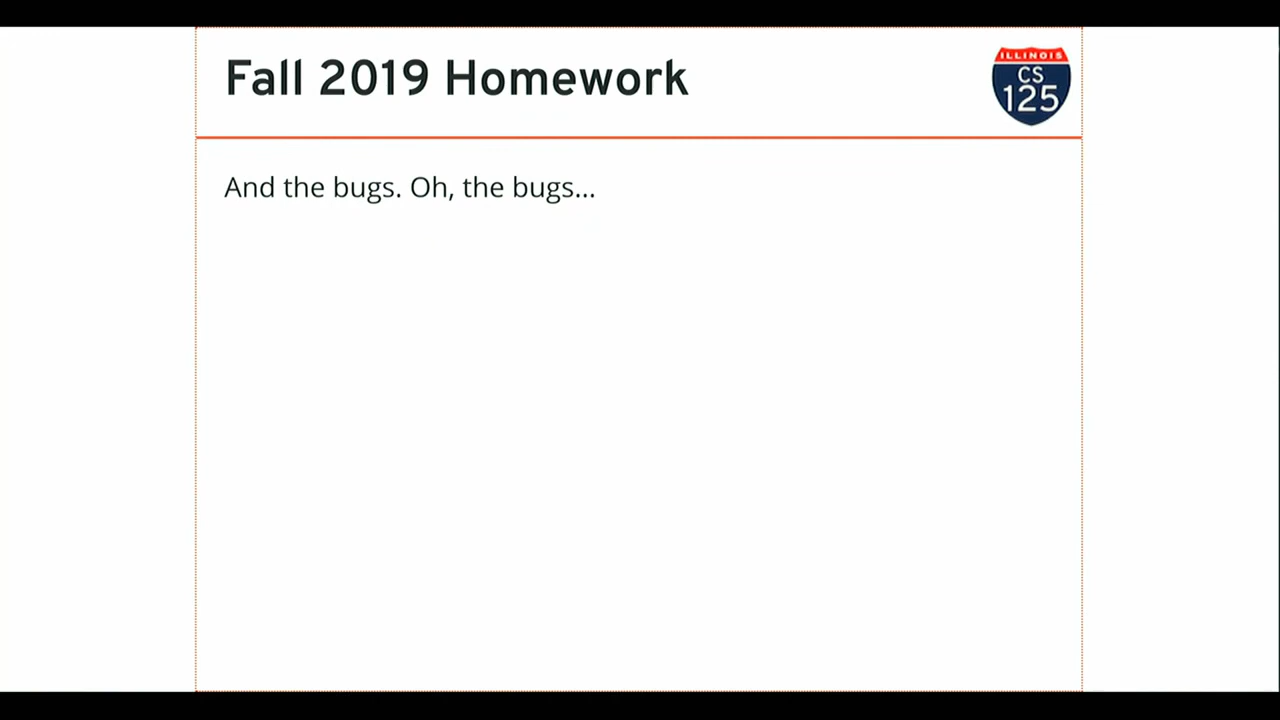 Fall 2019 Homework
ILLINOIS
CS
125
And the bugs. Oh, the bugs...